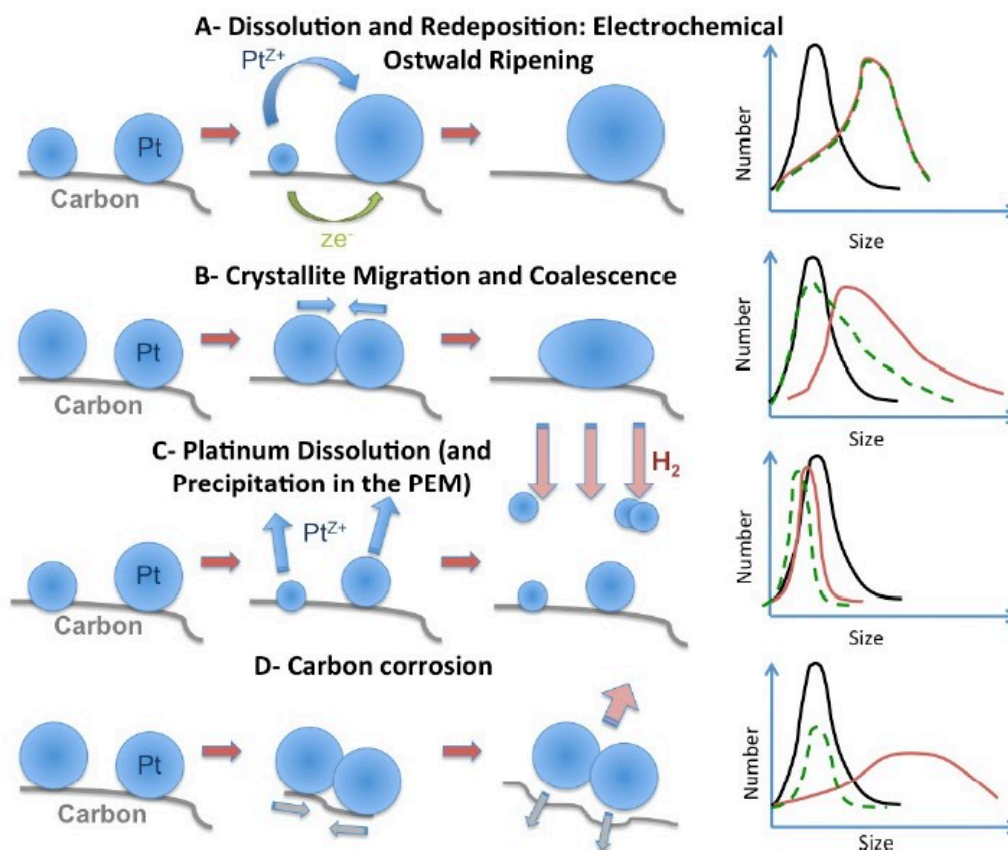 A- Dissolution and Redeposition: Electrochemical
Ostwald Ripening
Pt^Z+
Pt
Carbon
ze^-
Number
Size
B- Crystallite Migration and Coalescence
Pt
Carbon
Number
Size
C- Platinum Dissolution (and
Precipitation in the PEM)
H₂
Pt^Z+
Pt
Carbon
Number
Size
D- Carbon corrosion
Pt
Carbon
Number
Size